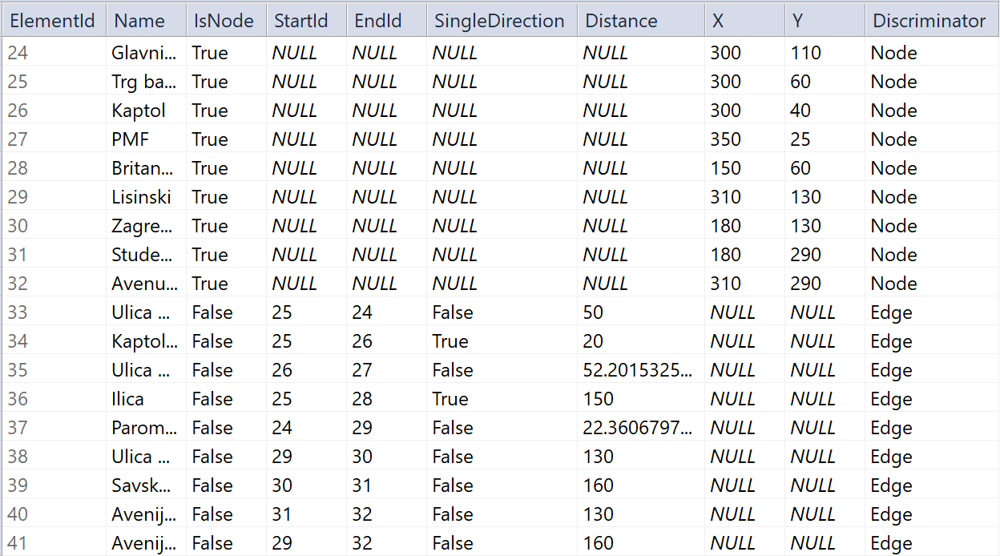 ElementId Name IsNode StartId EndId SingleDirection Distance X Y Discriminator
24 Glavni... True NULL NULL NULL NULL 300 110 Node
25 Trg ba... True NULL NULL NULL NULL 300 60 Node
26 Kaptol True NULL NULL NULL NULL 300 40 Node
27 PMF True NULL NULL NULL NULL 350 25 Node
28 Britan... True NULL NULL NULL NULL 150 60 Node
29 Lisinski True NULL NULL NULL NULL 310 130 Node
30 Zagre... True NULL NULL NULL NULL 180 130 Node
31 Stude... True NULL NULL NULL NULL 180 290 Node
32 Avenu... True NULL NULL NULL NULL 310 290 Node
33 Ulica ... False 25 24 False 50 NULL NULL Edge
34 Kaptol... False 25 26 True 20 NULL NULL Edge
35 Ulica ... False 26 27 False 52.2015325... NULL NULL Edge
36 Ilica False 25 28 True 150 NULL NULL Edge
37 Parom... False 24 29 False 22.3606797... NULL NULL Edge
38 Ulica ... False 29 30 False 130 NULL NULL Edge
39 Savsk... False 30 31 False 160 NULL NULL Edge
40 Avenij... False 31 32 False 130 NULL NULL Edge
41 Avenij... False 29 32 False 160 NULL NULL Edge